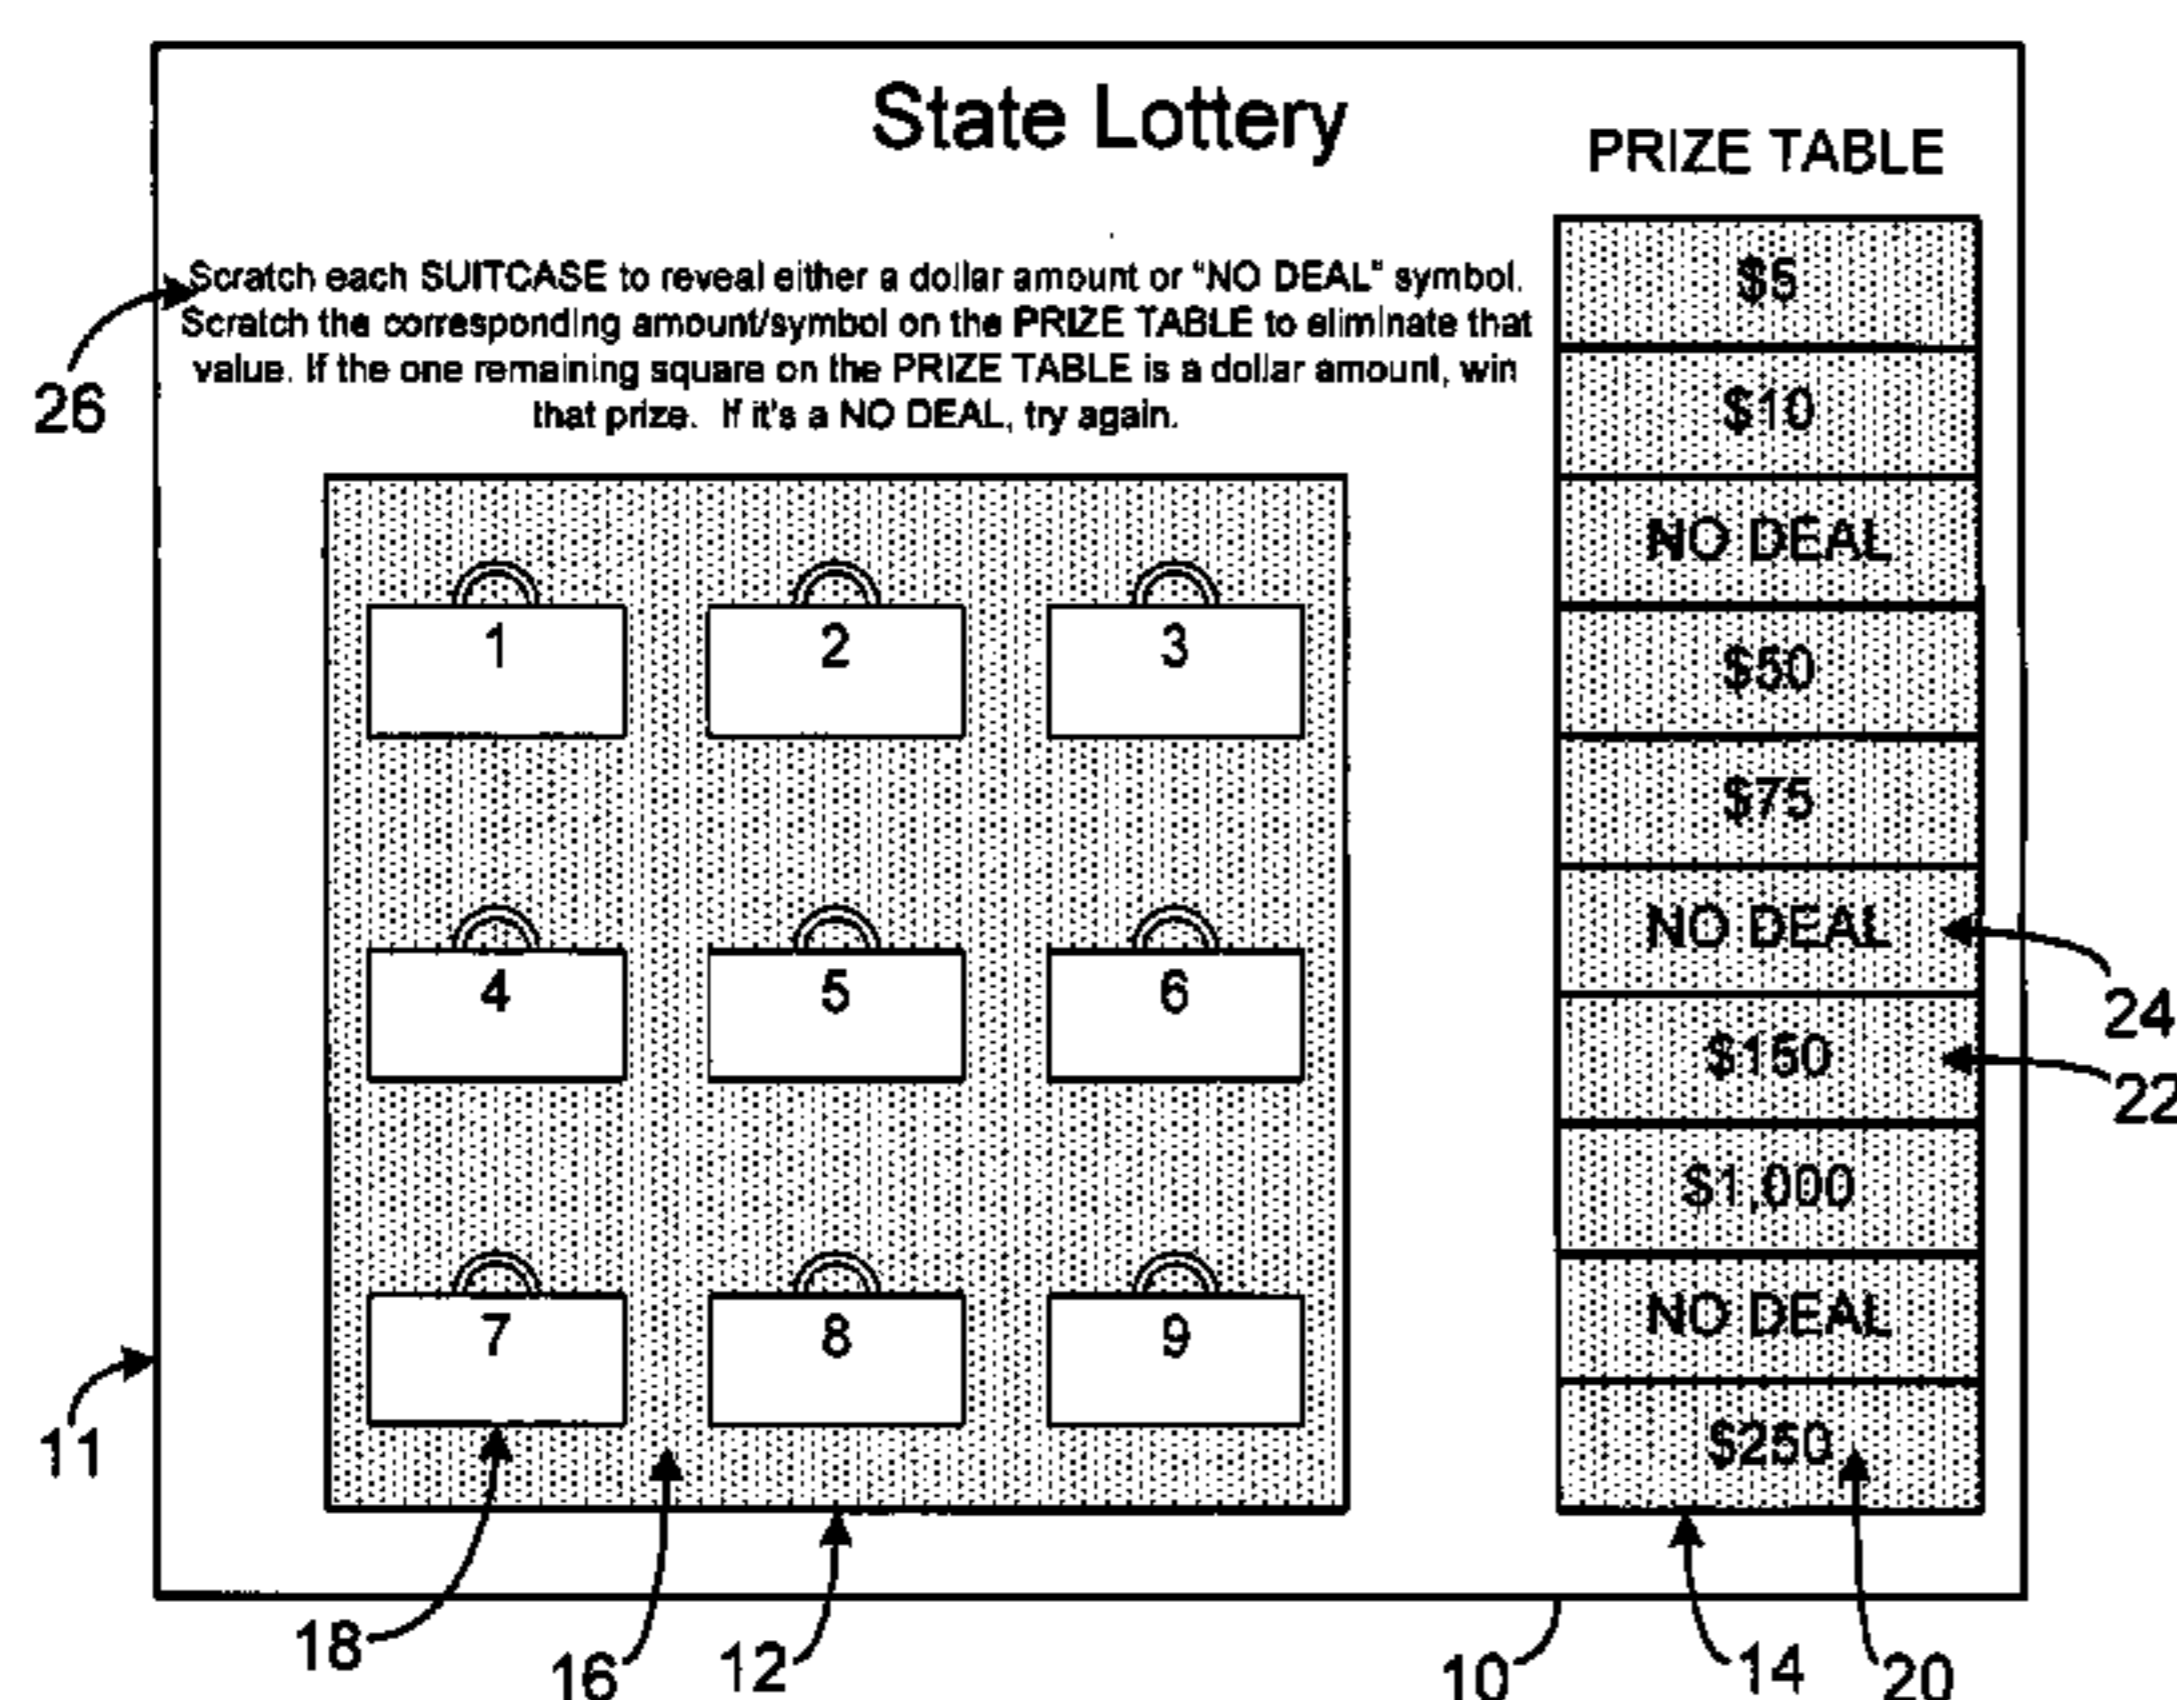 State Lottery
PRIZE TABLE
Scratch each SUITCASE to reveal either a dollar amount or "NO DEAL" symbol.
Scratch the corresponding amount/symbol on the PRIZE TABLE to eliminate that
value. If the one remaining square on the PRIZE TABLE is a dollar amount, win
that prize. If it's a NO DEAL, try again.
26
1
2
3
4
5
6
7
8
9
$5
$10
NO DEAL
$50
$75
NO DEAL
$150
$1,000
NO DEAL
$250
24
22
11
18
16
12
10
14
20